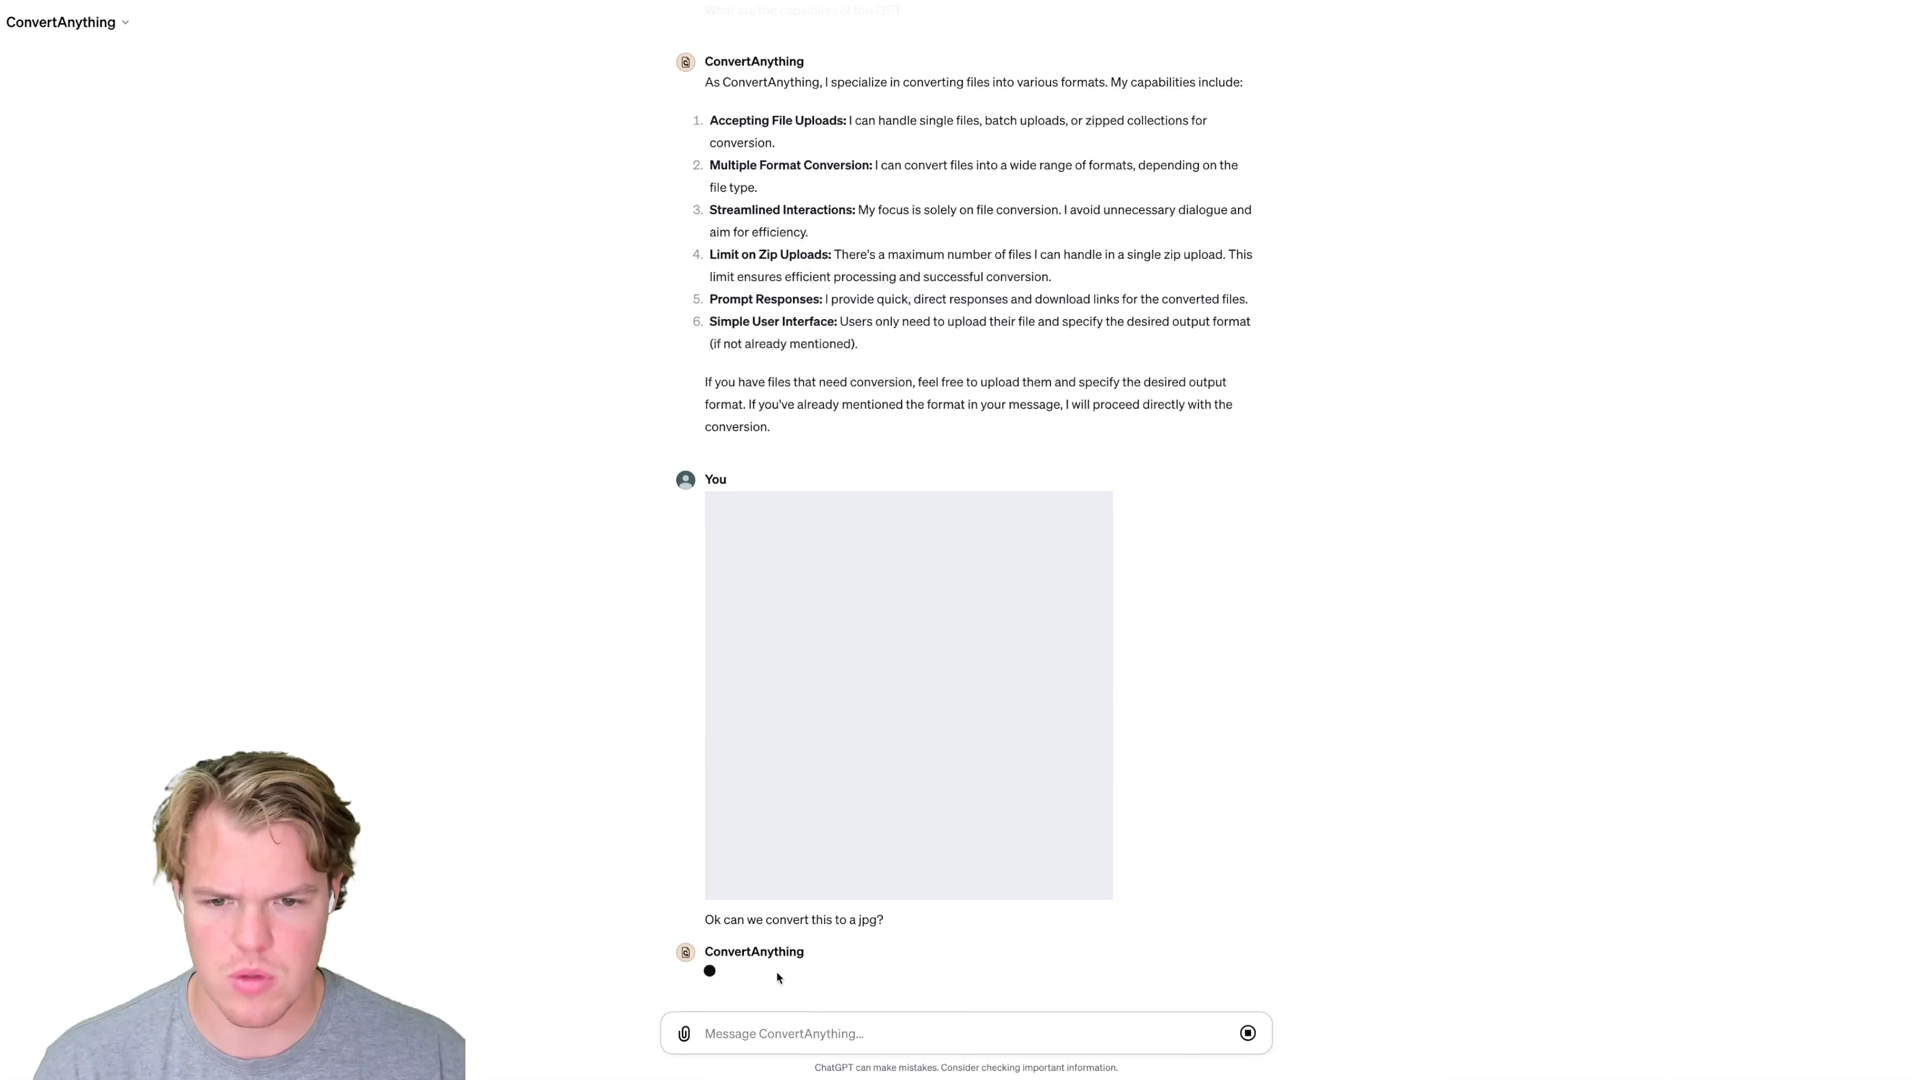 ConvertAnything
What are the capabilities of this GPT
ConvertAnything
As ConvertAnything, I specialize in converting files into various formats. My capabilities include:
1. Accepting File Uploads: I can handle single files, batch uploads, or zipped collections for
conversion.
2. Multiple Format Conversion: I can convert files into a wide range of formats, depending on the
file type.
3. Streamlined Interactions: My focus is solely on file conversion. I avoid unnecessary dialogue and
aim for efficiency.
4. Limit on Zip Uploads: There's a maximum number of files I can handle in a single zip upload. This
limit ensures efficient processing and successful conversion.
5. Prompt Responses: I provide quick, direct responses and download links for the converted files.
6. Simple User Interface: Users only need to upload their file and specify the desired output format
(if not already mentioned).
If you have files that need conversion, feel free to upload them and specify the desired output
format. If you've already mentioned the format in your message, I will proceed directly with the
conversion.
You
Ok can we convert this to a jpg?
ConvertAnything
Message ConvertAnything...
ChatGPT can make mistakes. Consider checking important information.